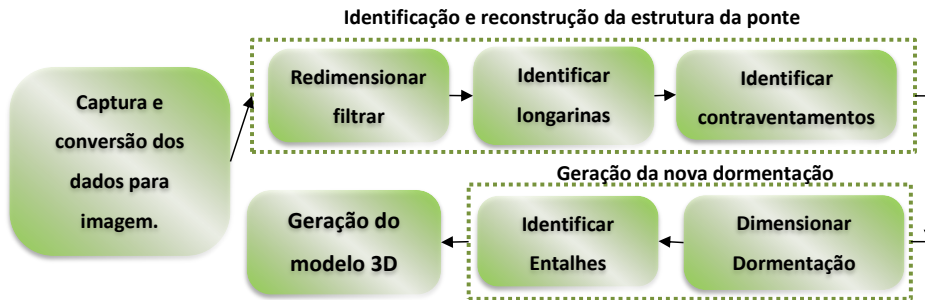 Identificação e reconstrução da estrutura da ponte
Captura e
conversão dos
dados para
imagem.
Redimensionar
filtrar
Identificar
longarinas
Identificar
contraventamentos
Geração da nova dormentação
Dimensionar
Dormentação
Identificar
Entalhes
Geração do
modelo 3D